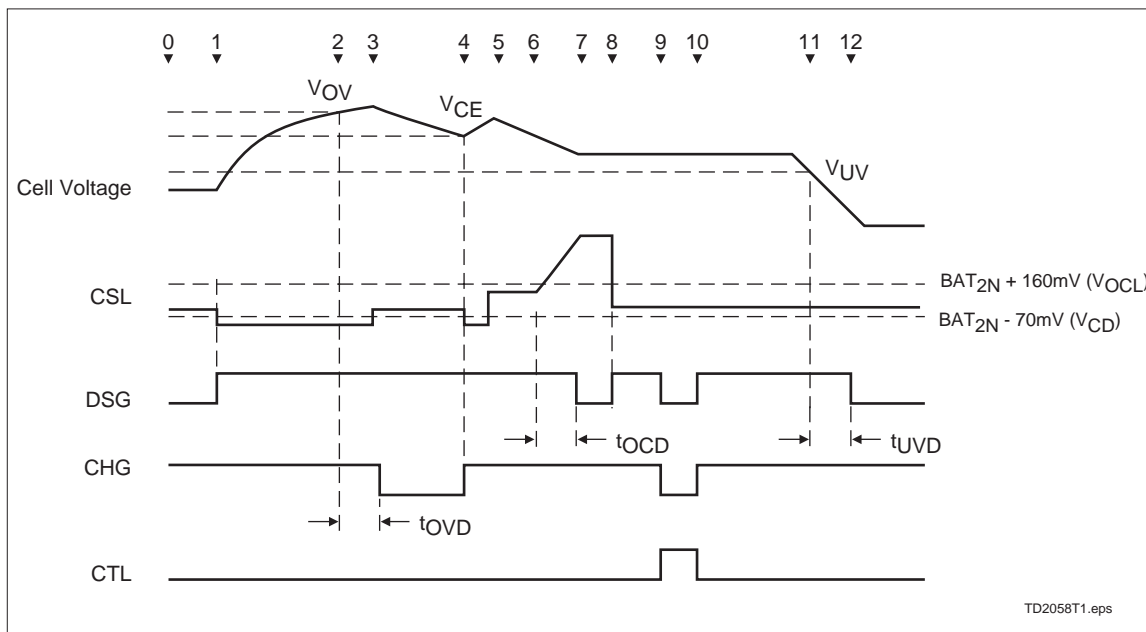 0 1 2 3 4 5 6 7 8 9 10 11 12
VOV
VCE
VUV
Cell Voltage
BAT2N + 160mV (VOCL)
CSL
BAT2N - 70mV (VCD)
DSG
tOCD
tUVD
CHG
tOVD
CTL
TD2058T1.eps